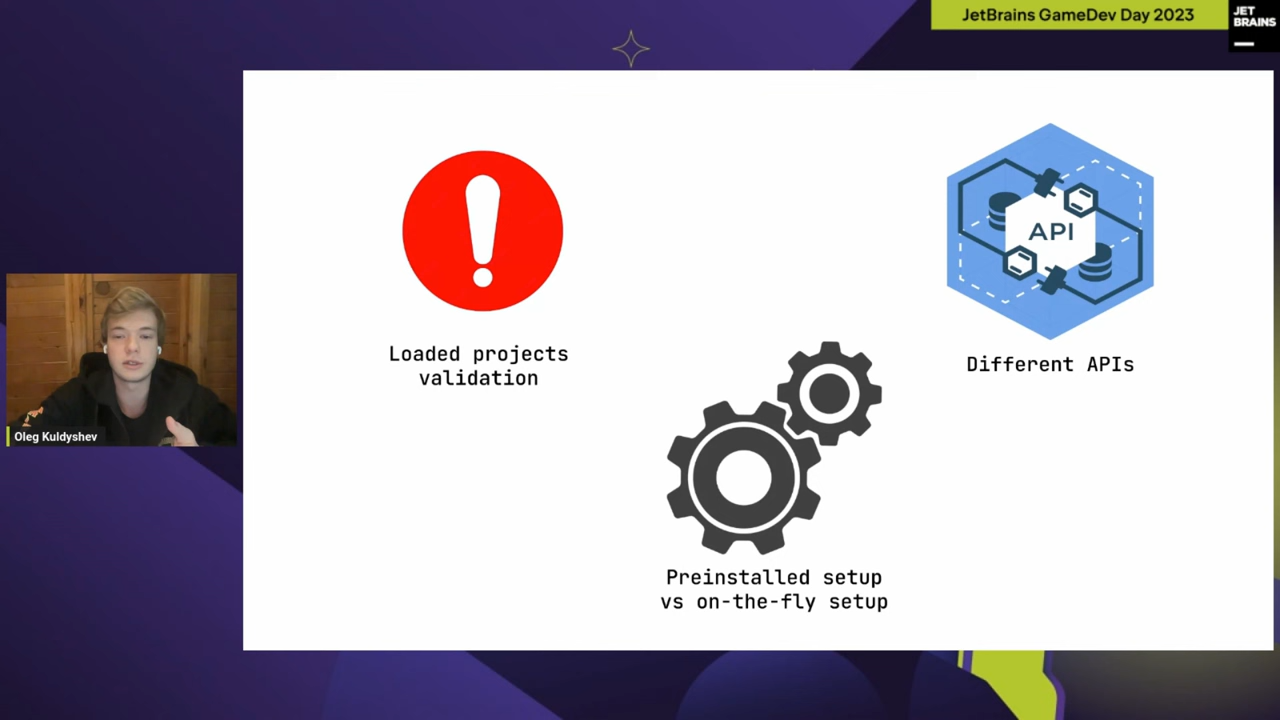 JetBrains GameDev Day 2023
JET
BRAINS
API
Loaded projects
validation
Different APIs
Oleg Kuldyshev
Preinstalled setup
vs on-the-fly setup